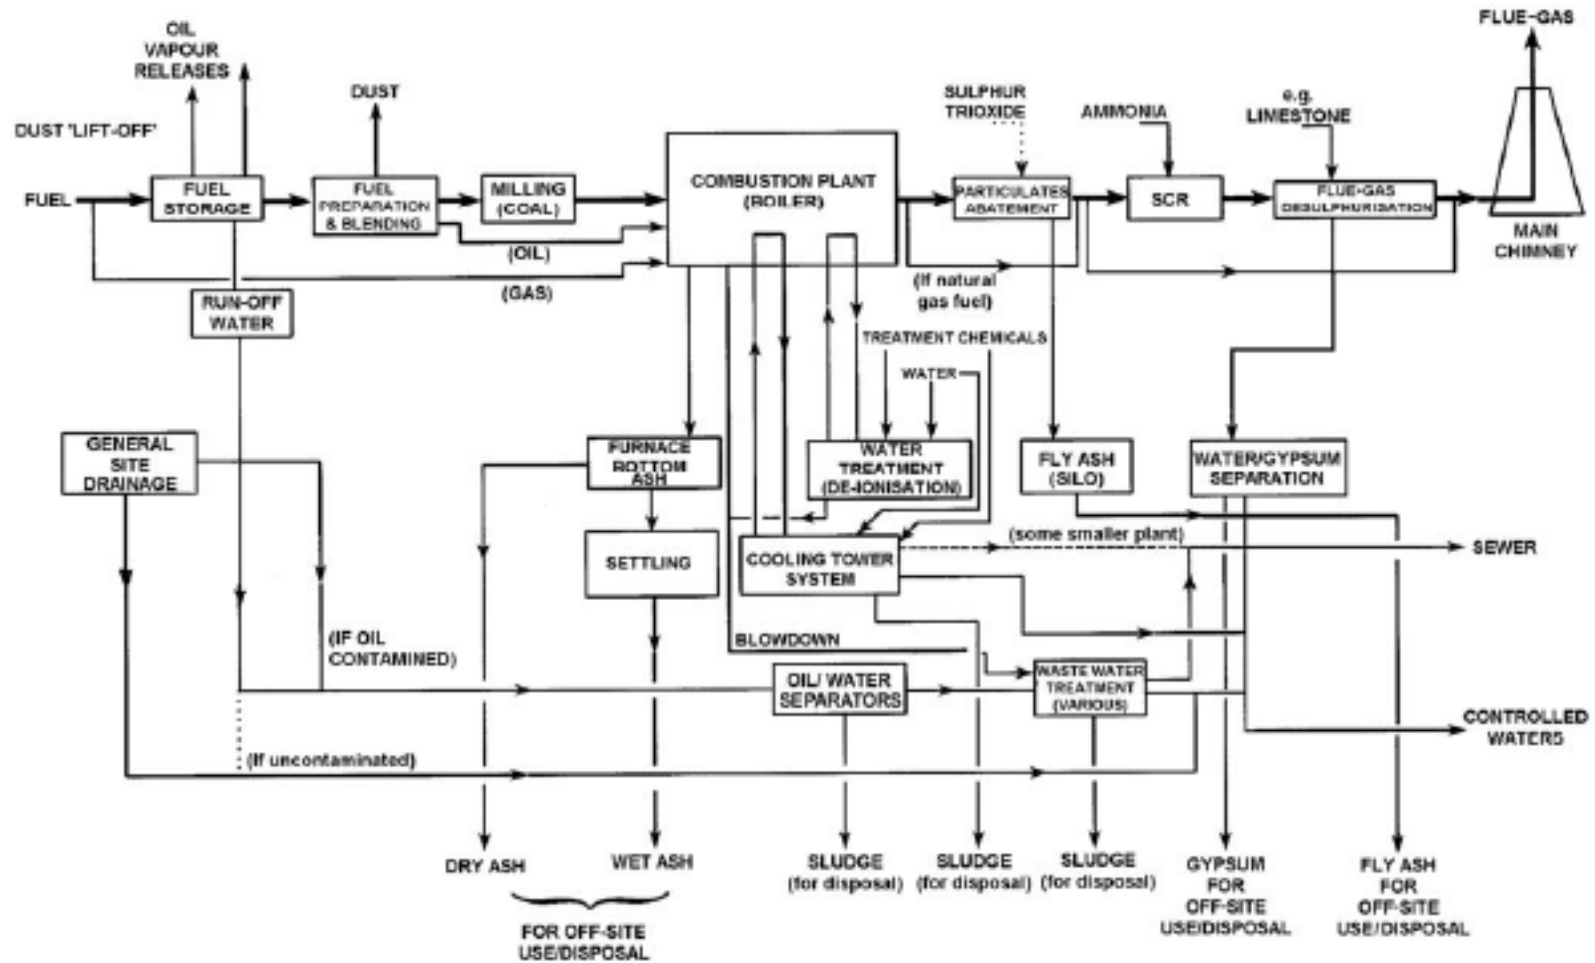 FLUE-GAS
OIL
VAPOUR
RELEASES
DUST
SULPHUR
TRIOXIDE
AMMONIA
e.g.
LIMESTONE
DUST 'LIFT-OFF'
FUEL
FUEL
STORAGE
FUEL
PREPARATION
& BLENDING
MILLING
(COAL)
COMBUSTION PLANT
(BOILER)
PARTICULATES
ABATEMENT
SCR
FLUE-GAS
DESULPHURISATION
MAIN
CHIMNEY
(OIL)
(GAS)
(If natural
gas fuel)
RUN-OFF
WATER
TREATMENT CHEMICALS
WATER
GENERAL
SITE
DRAINAGE
FURNACE
BOTTOM
ASH
WATER
TREATMENT
(DE-IONISATION)
FLY ASH
(SILO)
WATER/GYPSUM
SEPARATION
(some smaller plant)
SEWER
SETTLING
COOLING TOWER
SYSTEM
(IF OIL
CONTAMINED)
BLOWDOWN
OIL/ WATER
SEPARATORS
WASTE WATER
TREATMENT
(VARIOUS)
CONTROLLED
WATERS
(If uncontaminated)
DRY ASH
WET ASH
SLUDGE
(for disposal)
SLUDGE
(for disposal)
SLUDGE
(for disposal)
GYPSUM
FOR
OFF-SITE
USE/DISPOSAL
FLY ASH
FOR
OFF-SITE
USE/DISPOSAL
FOR OFF-SITE
USE/DISPOSAL